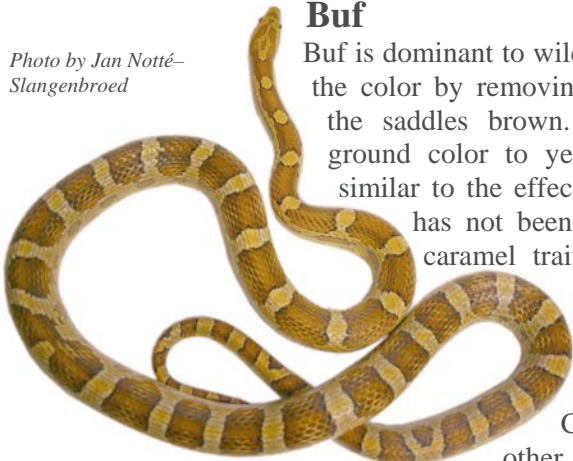 Buf
Photo by Jan Notté–
Slangenbroed
Buf is dominant to wild
the color by removin
the saddles brown.
ground color to ye
similar to the effec
has not been
caramel trai
C
other